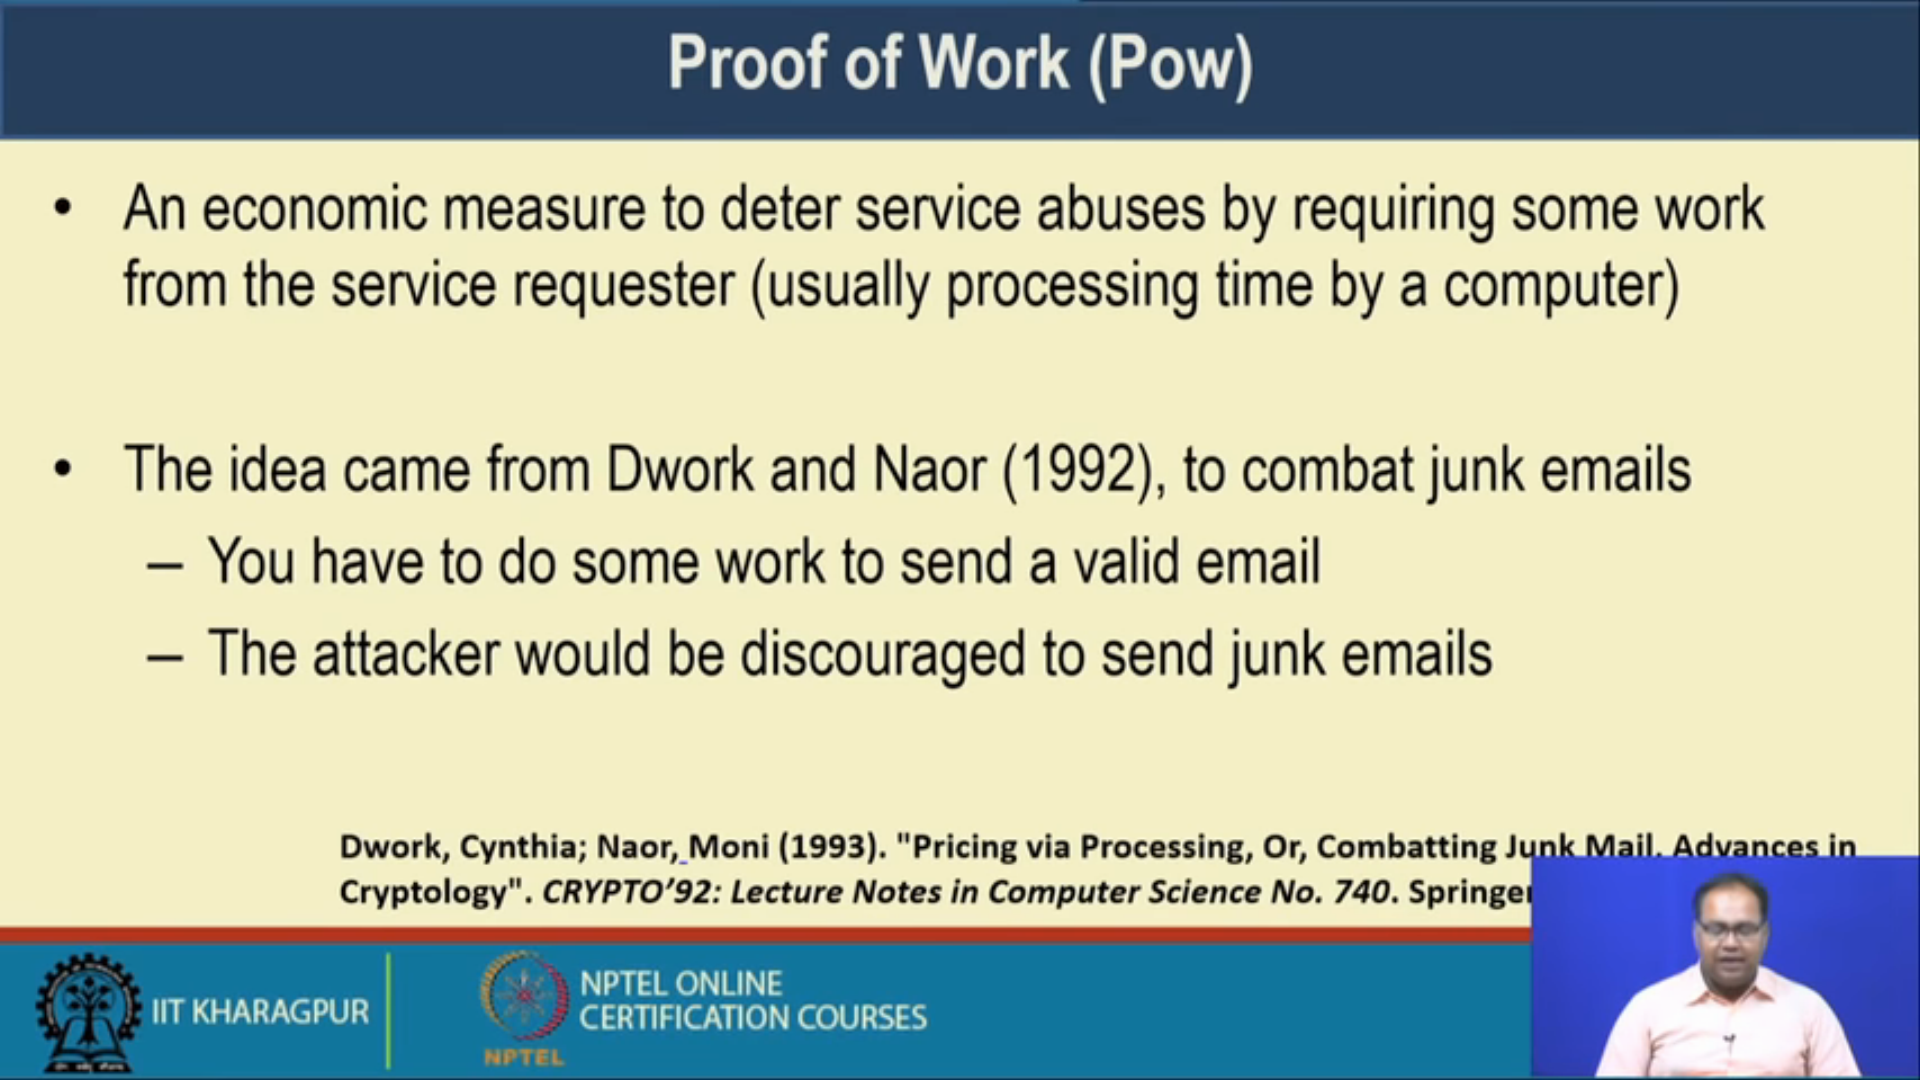 Proof of Work (Pow)
• An economic measure to deter service abuses by requiring some work
from the service requester (usually processing time by a computer)
• The idea came from Dwork and Naor (1992), to combat junk emails
– You have to do some work to send a valid email
– The attacker would be discouraged to send junk emails
Dwork, Cynthia; Naor, Moni (1993). "Pricing via Processing, Or, Combatting Junk Mail. Advances in
Cryptology". CRYPTO’92: Lecture Notes in Computer Science No. 740. Springer
IIT KHARAGPUR
NPTEL
NPTEL ONLINE
CERTIFICATION COURSES